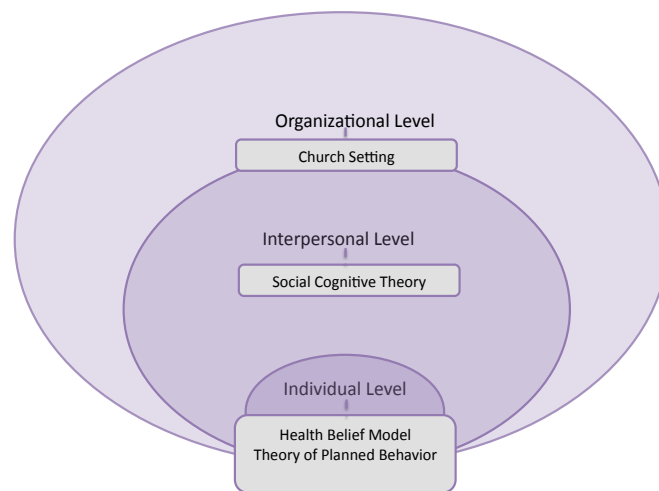 Organizational Level
Church Setting
Interpersonal Level
Social Cognitive Theory
Individual Level
Health Belief Model
Theory of Planned Behavior